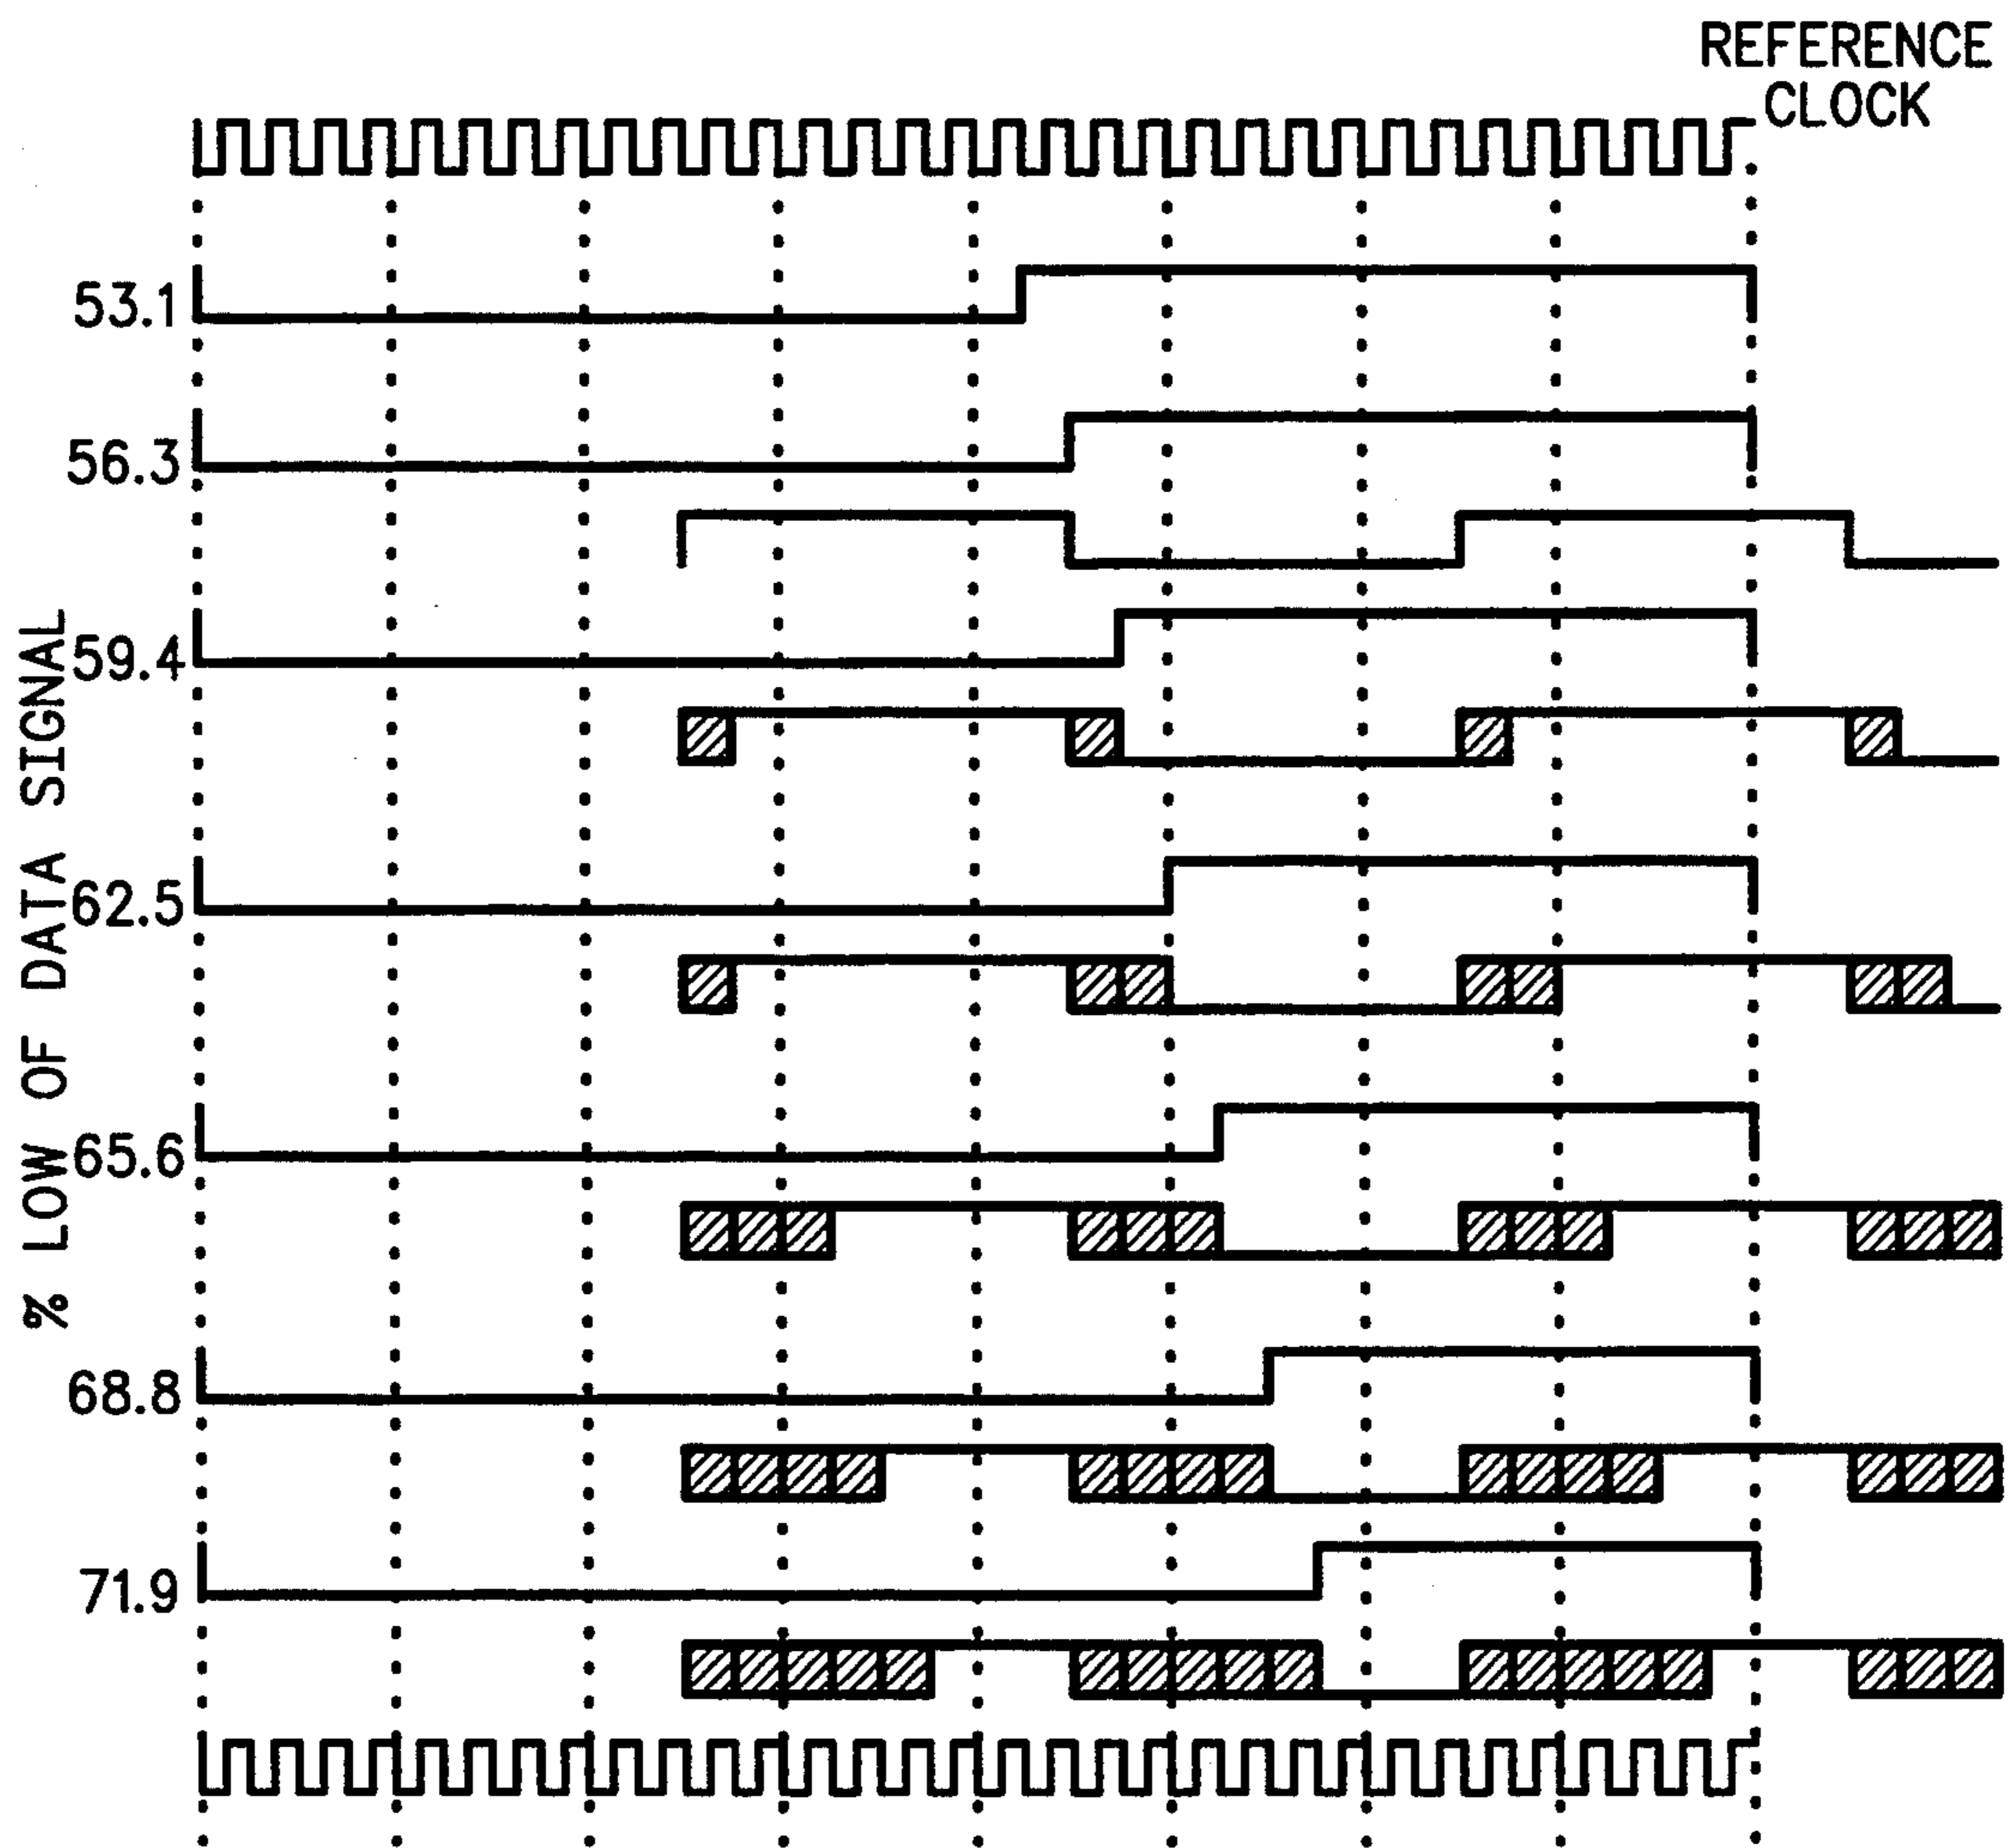 REFERENCE
CLOCK
53.1
56.3
59.4
62.5
65.6
68.8
71.9
% LOW OF DATA SIGNAL